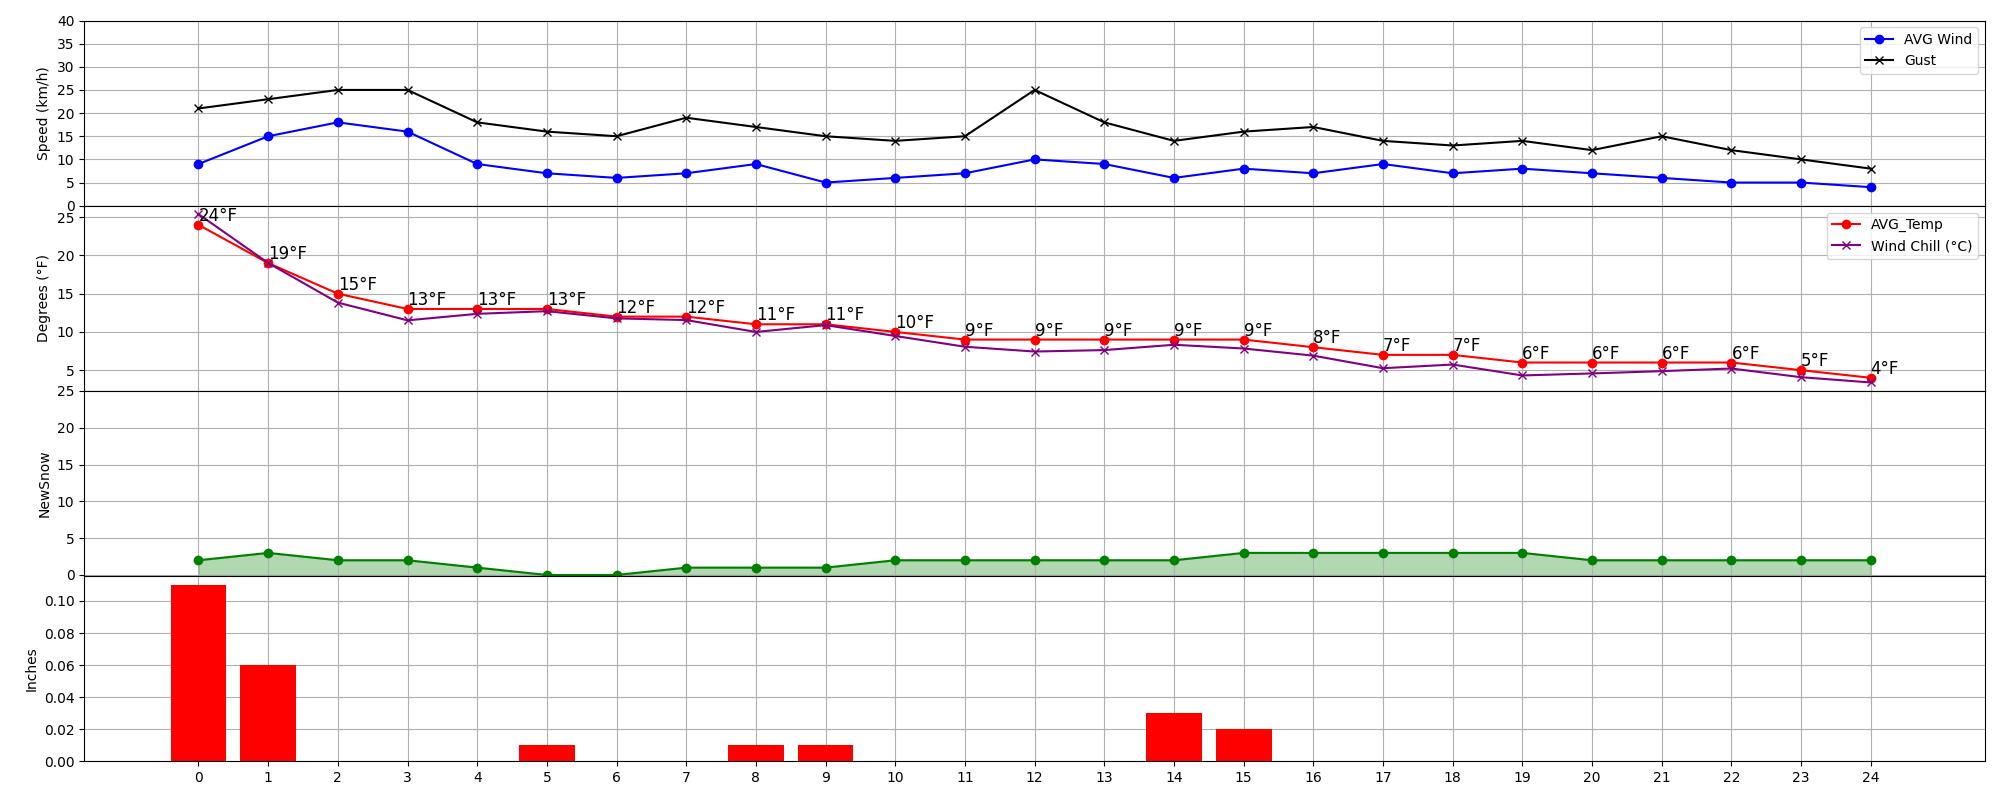 40
35
30
25
20
15
10
5
0
Speed (km/h)
AVG Wind
Gust
25
20
15
10
5
Degrees (°F)
24°F
19°F
15°F
13°F
13°F
13°F
12°F
12°F
11°F
11°F
10°F
9°F
9°F
9°F
9°F
9°F
8°F
7°F
7°F
6°F
6°F
6°F
6°F
5°F
4°F
AVG_Temp
Wind Chill (°C)
25
20
15
10
5
0
NewSnow
0.10
0.08
0.06
0.04
0.02
0.00
Inches
0 1 2 3 4 5 6 7 8 9 10 11 12 13 14 15 16 17 18 19 20 21 22 23 24